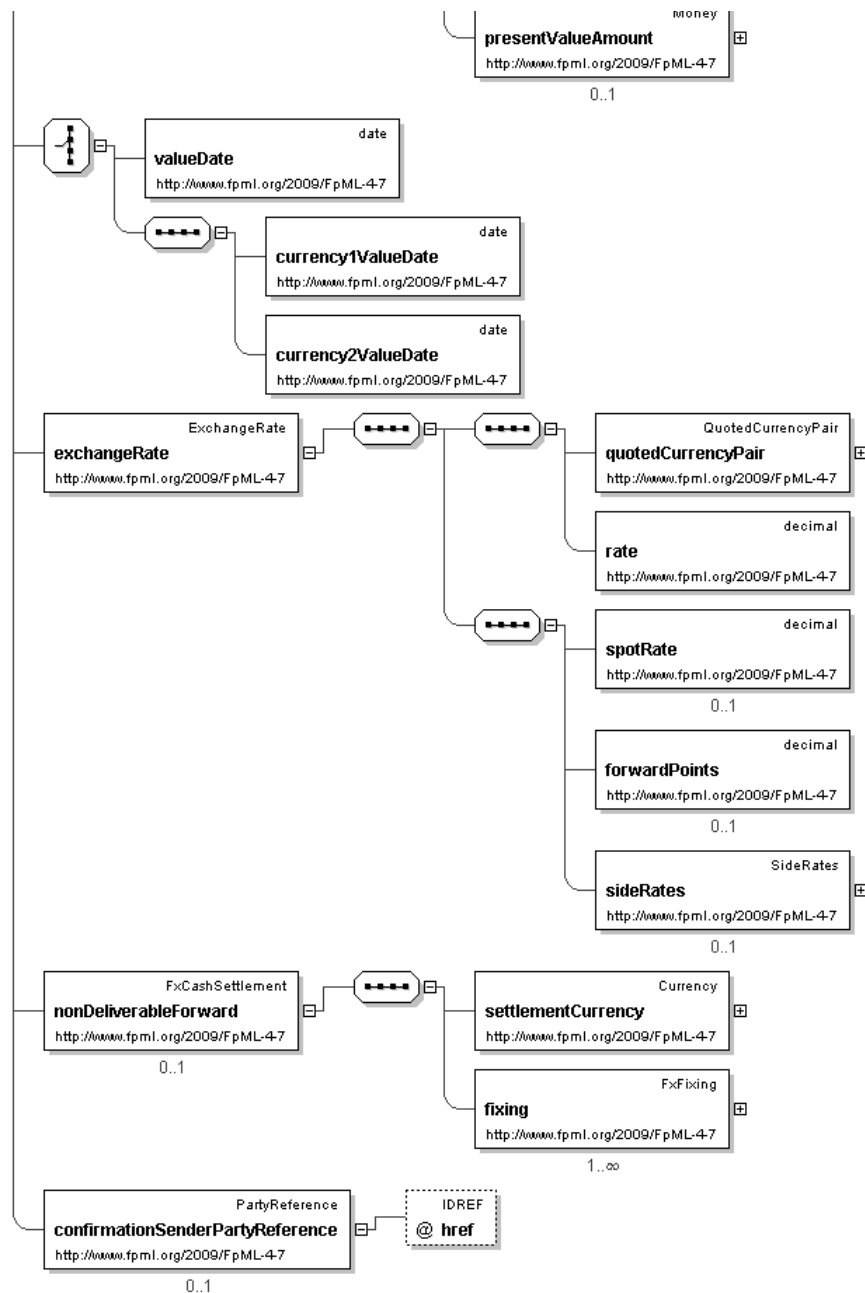 Money
presentValueAmount
http://www.fpml.org/2009/FpML-4-7
0..1
date
valueDate
http://www.fpml.org/2009/FpML-4-7
date
currency1ValueDate
http://www.fpml.org/2009/FpML-4-7
date
currency2ValueDate
http://www.fpml.org/2009/FpML-4-7
ExchangeRate
exchangeRate
http://www.fpml.org/2009/FpML-4-7
QuotedCurrencyPair
quotedCurrencyPair
http://www.fpml.org/2009/FpML-4-7
decimal
rate
http://www.fpml.org/2009/FpML-4-7
decimal
spotRate
http://www.fpml.org/2009/FpML-4-7
0..1
decimal
forwardPoints
http://www.fpml.org/2009/FpML-4-7
0..1
SideRates
sideRates
http://www.fpml.org/2009/FpML-4-7
0..1
FxCashSettlement
nonDeliverableForward
http://www.fpml.org/2009/FpML-4-7
0..1
Currency
settlementCurrency
http://www.fpml.org/2009/FpML-4-7
FxFixing
fixing
http://www.fpml.org/2009/FpML-4-7
1..∞
PartyReference
confirmationSenderPartyReference
http://www.fpml.org/2009/FpML-4-7
0..1
IDREF
@ href